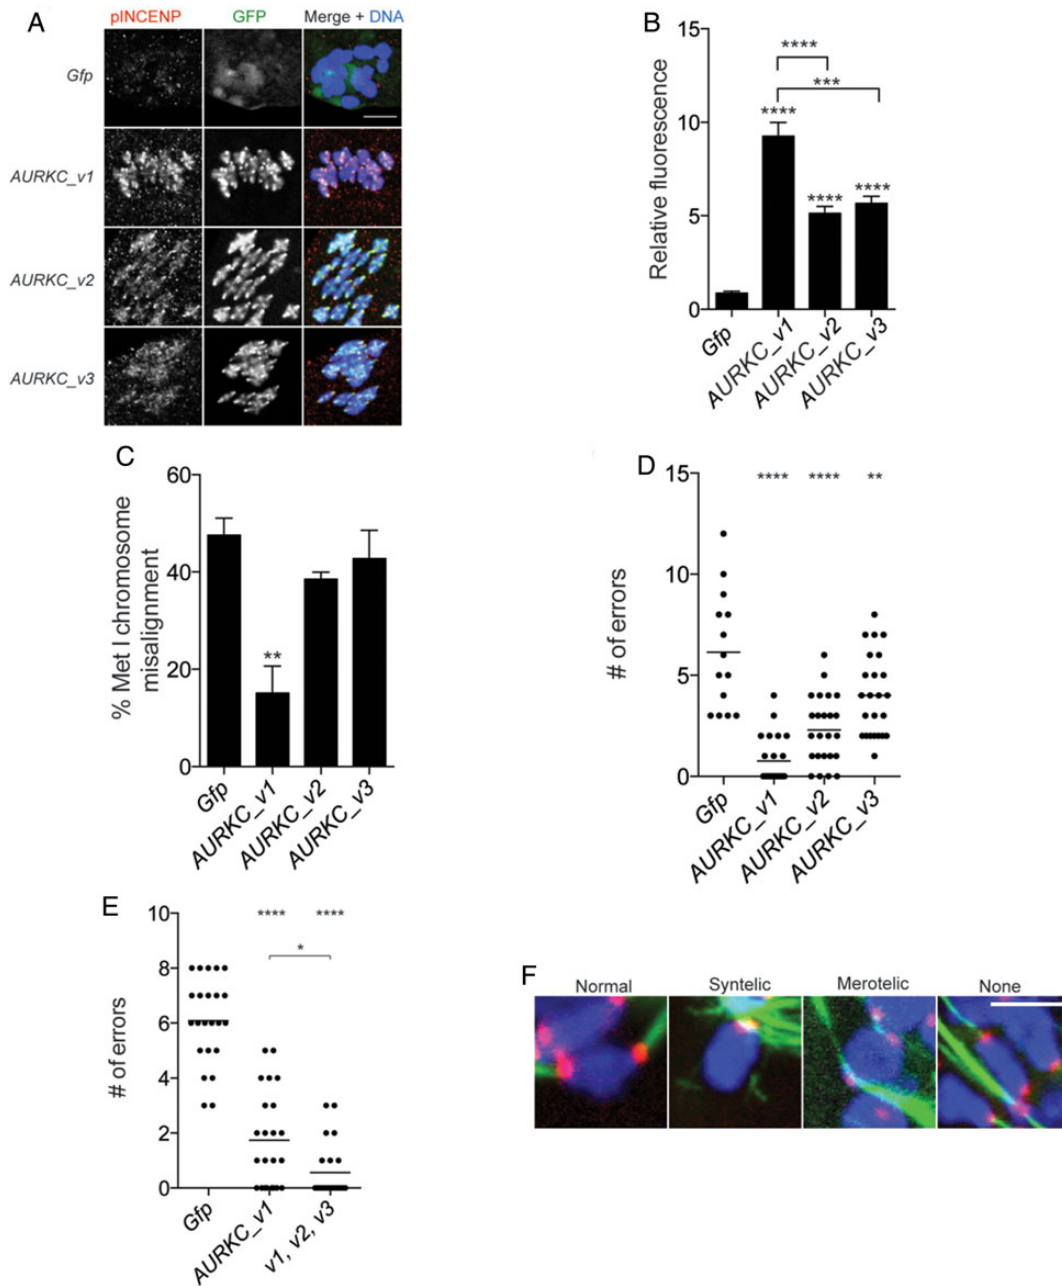 A
pINCENP GFP Merge + DNA
Gfp
AURKC_v1
AURKC_v2
AURKC_v3
B
Relative fluorescence
15
10
5
0
****
***
****
****
****
Gfp
AURKC_v1
AURKC_v2
AURKC_v3
C
% Met I chromosome
misalignment
60
40
20
0
**
Gfp
AURKC_v1
AURKC_v2
AURKC_v3
D
# of errors
15
10
5
0
**** **** **
Gfp
AURKC_v1
AURKC_v2
AURKC_v3
E
# of errors
10
8
6
4
2
0
**** ****
*
Gfp
AURKC_v1
v1, v2, v3
F
Normal Syntelic Merotelic None